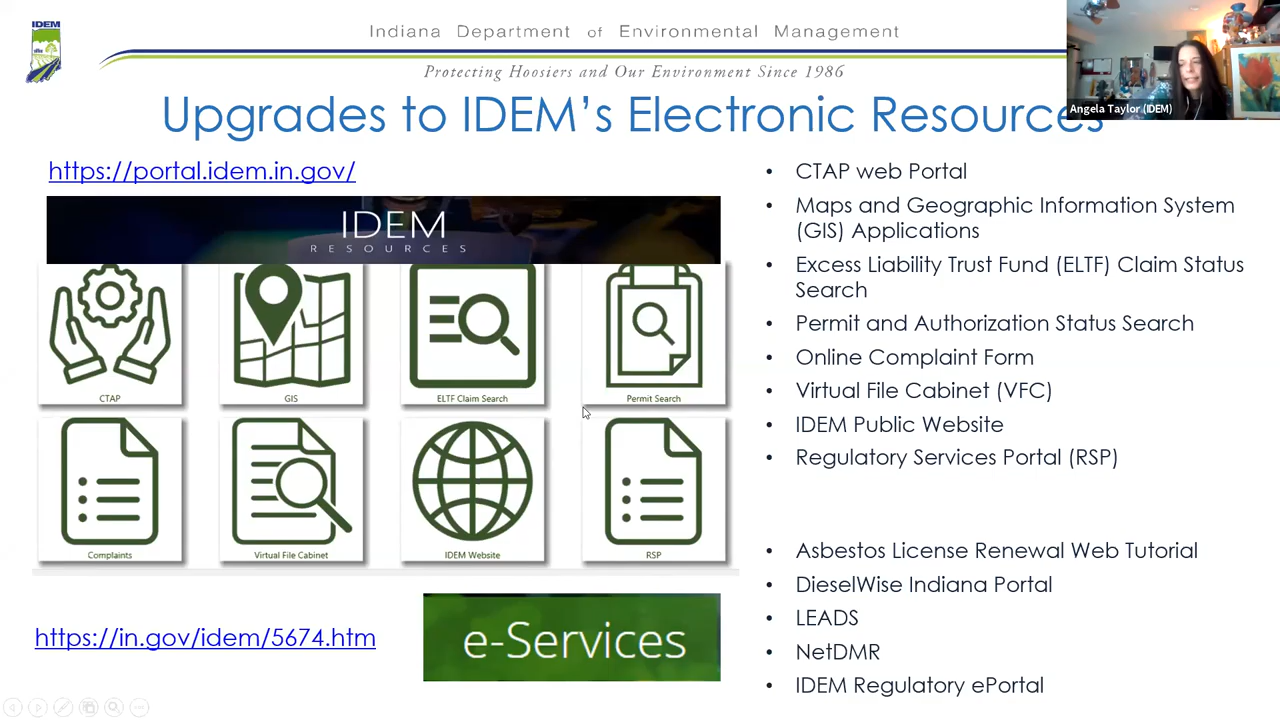 IDEM
Indiana Department of Environmental Management
Protecting Hoosiers and Our Environment Since 1986
Angela Taylor (IDEM)
Upgrades to IDEM's Electronic Resources
https://portal.idem.in.gov/
IDEM
RESOURCES
CTAP
GIS
ELTF Claim Search
Permit Search
Complaints
Virtual File Cabinet
IDEM Website
RSP
https://in.gov/idem/5674.htm
e-Services
• CTAP web Portal
• Maps and Geographic Information System
(GIS) Applications
• Excess Liability Trust Fund (ELTF) Claim Status
Search
• Permit and Authorization Status Search
• Online Complaint Form
• Virtual File Cabinet (VFC)
• IDEM Public Website
• Regulatory Services Portal (RSP)
• Asbestos License Renewal Web Tutorial
• DieselWise Indiana Portal
• LEADS
• NetDMR
• IDEM Regulatory ePortal